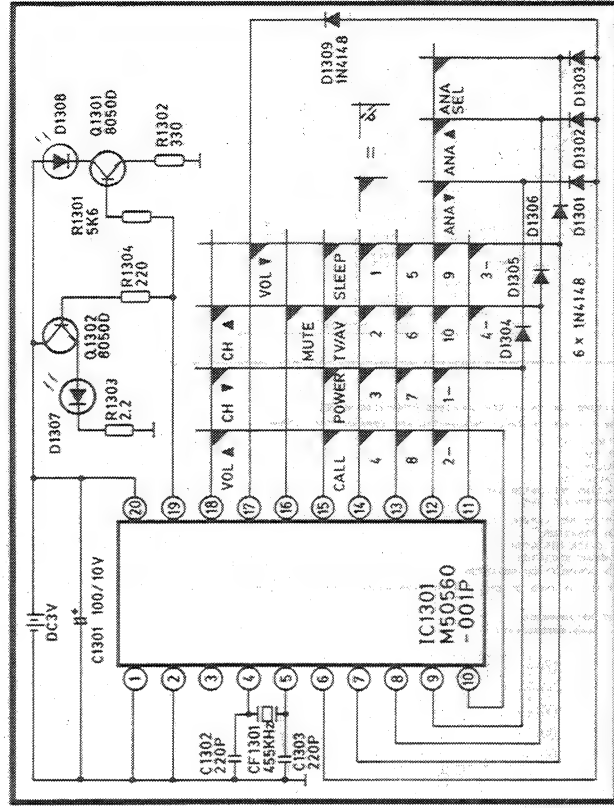 DC3V
C1301 100/10V
D1307
R1303
2.2
Q1302
8050D
R1304
220
R1301
5K6
D1308
Q1301
8050D
R1302
330
D1309
1N4148
1
2
3
4
5
6
7
8
9
10
20
19
18
17
16
15
14
13
12
11
IC1301
M50560
-001P
C1302
220P
CF1301
455KHz
C1303
220P
VOL ▲
CH ▼
CH ▲
VOL ▼
MUTE
CALL
POWER
TV/AV
SLEEP
4
3
2
1
8
7
6
5
2-
1-
10
9
4-
3-
=
ANA ▼
ANA ▲
ANA
SEL
D1304
D1305
D1306
D1301
D1302
D1303
6 x 1N4148